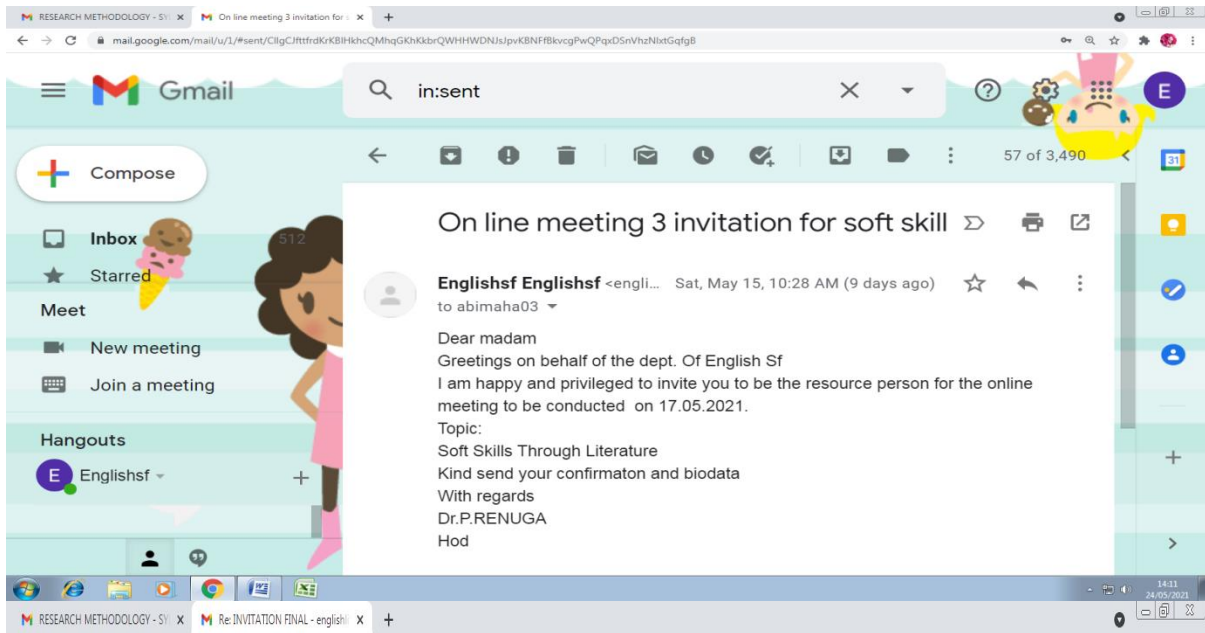 RESEARCH METHODOLOGY - SY
On line meeting 3 invitation for
mail.google.com/mail/u/1/#sent/
Gmail
in:sent
E
Compose
57 of 3,490
31
On line meeting 3 invitation for soft skill
Inbox 512
Starred
Englishsf Englishsf <engli... Sat, May 15, 10:28 AM (9 days ago)
to abimaha03
Meet
New meeting
Join a meeting
Hangouts
E Englishsf
Dear madam
Greetings on behalf of the dept. Of English Sf
I am happy and privileged to invite you to be the resource person for the online
meeting to be conducted on 17.05.2021.
Topic:
Soft Skills Through Literature
Kind send your confirmaton and biodata
With regards
Dr.P.RENUGA
Hod
14:11
24/05/2021
RESEARCH METHODOLOGY - SY
Re: INVITATION FINAL - english